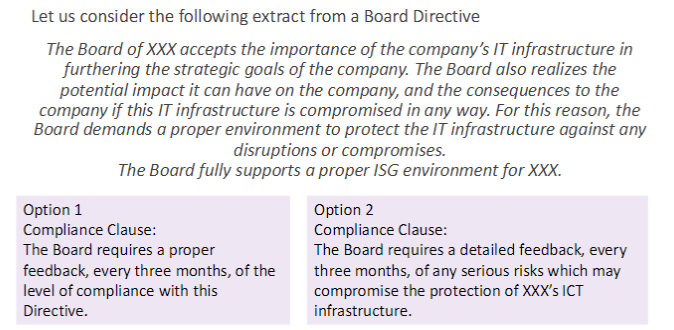 Let us consider the following extract from a Board Directive
The Board of XXX accepts the importance of the company's IT infrastructure in
furthering the strategic goals of the company. The Board also realizes the
potential impact it can have on the company, and the consequences to the
company if this IT infrastructure is compromised in any way. For this reason, the
Board demands a proper environment to protect the IT infrastructure against any
disruptions or compromises.
The Board fully supports a proper ISG environment for XXX.
Option 1
Compliance Clause:
The Board requires a proper
feedback, every three months, of the
level of compliance with this
Directive.
Option 2
Compliance Clause:
The Board requires a detailed feedback, every
three months, of any serious risks which may
compromise the protection of XXX's ICT
infrastructure.